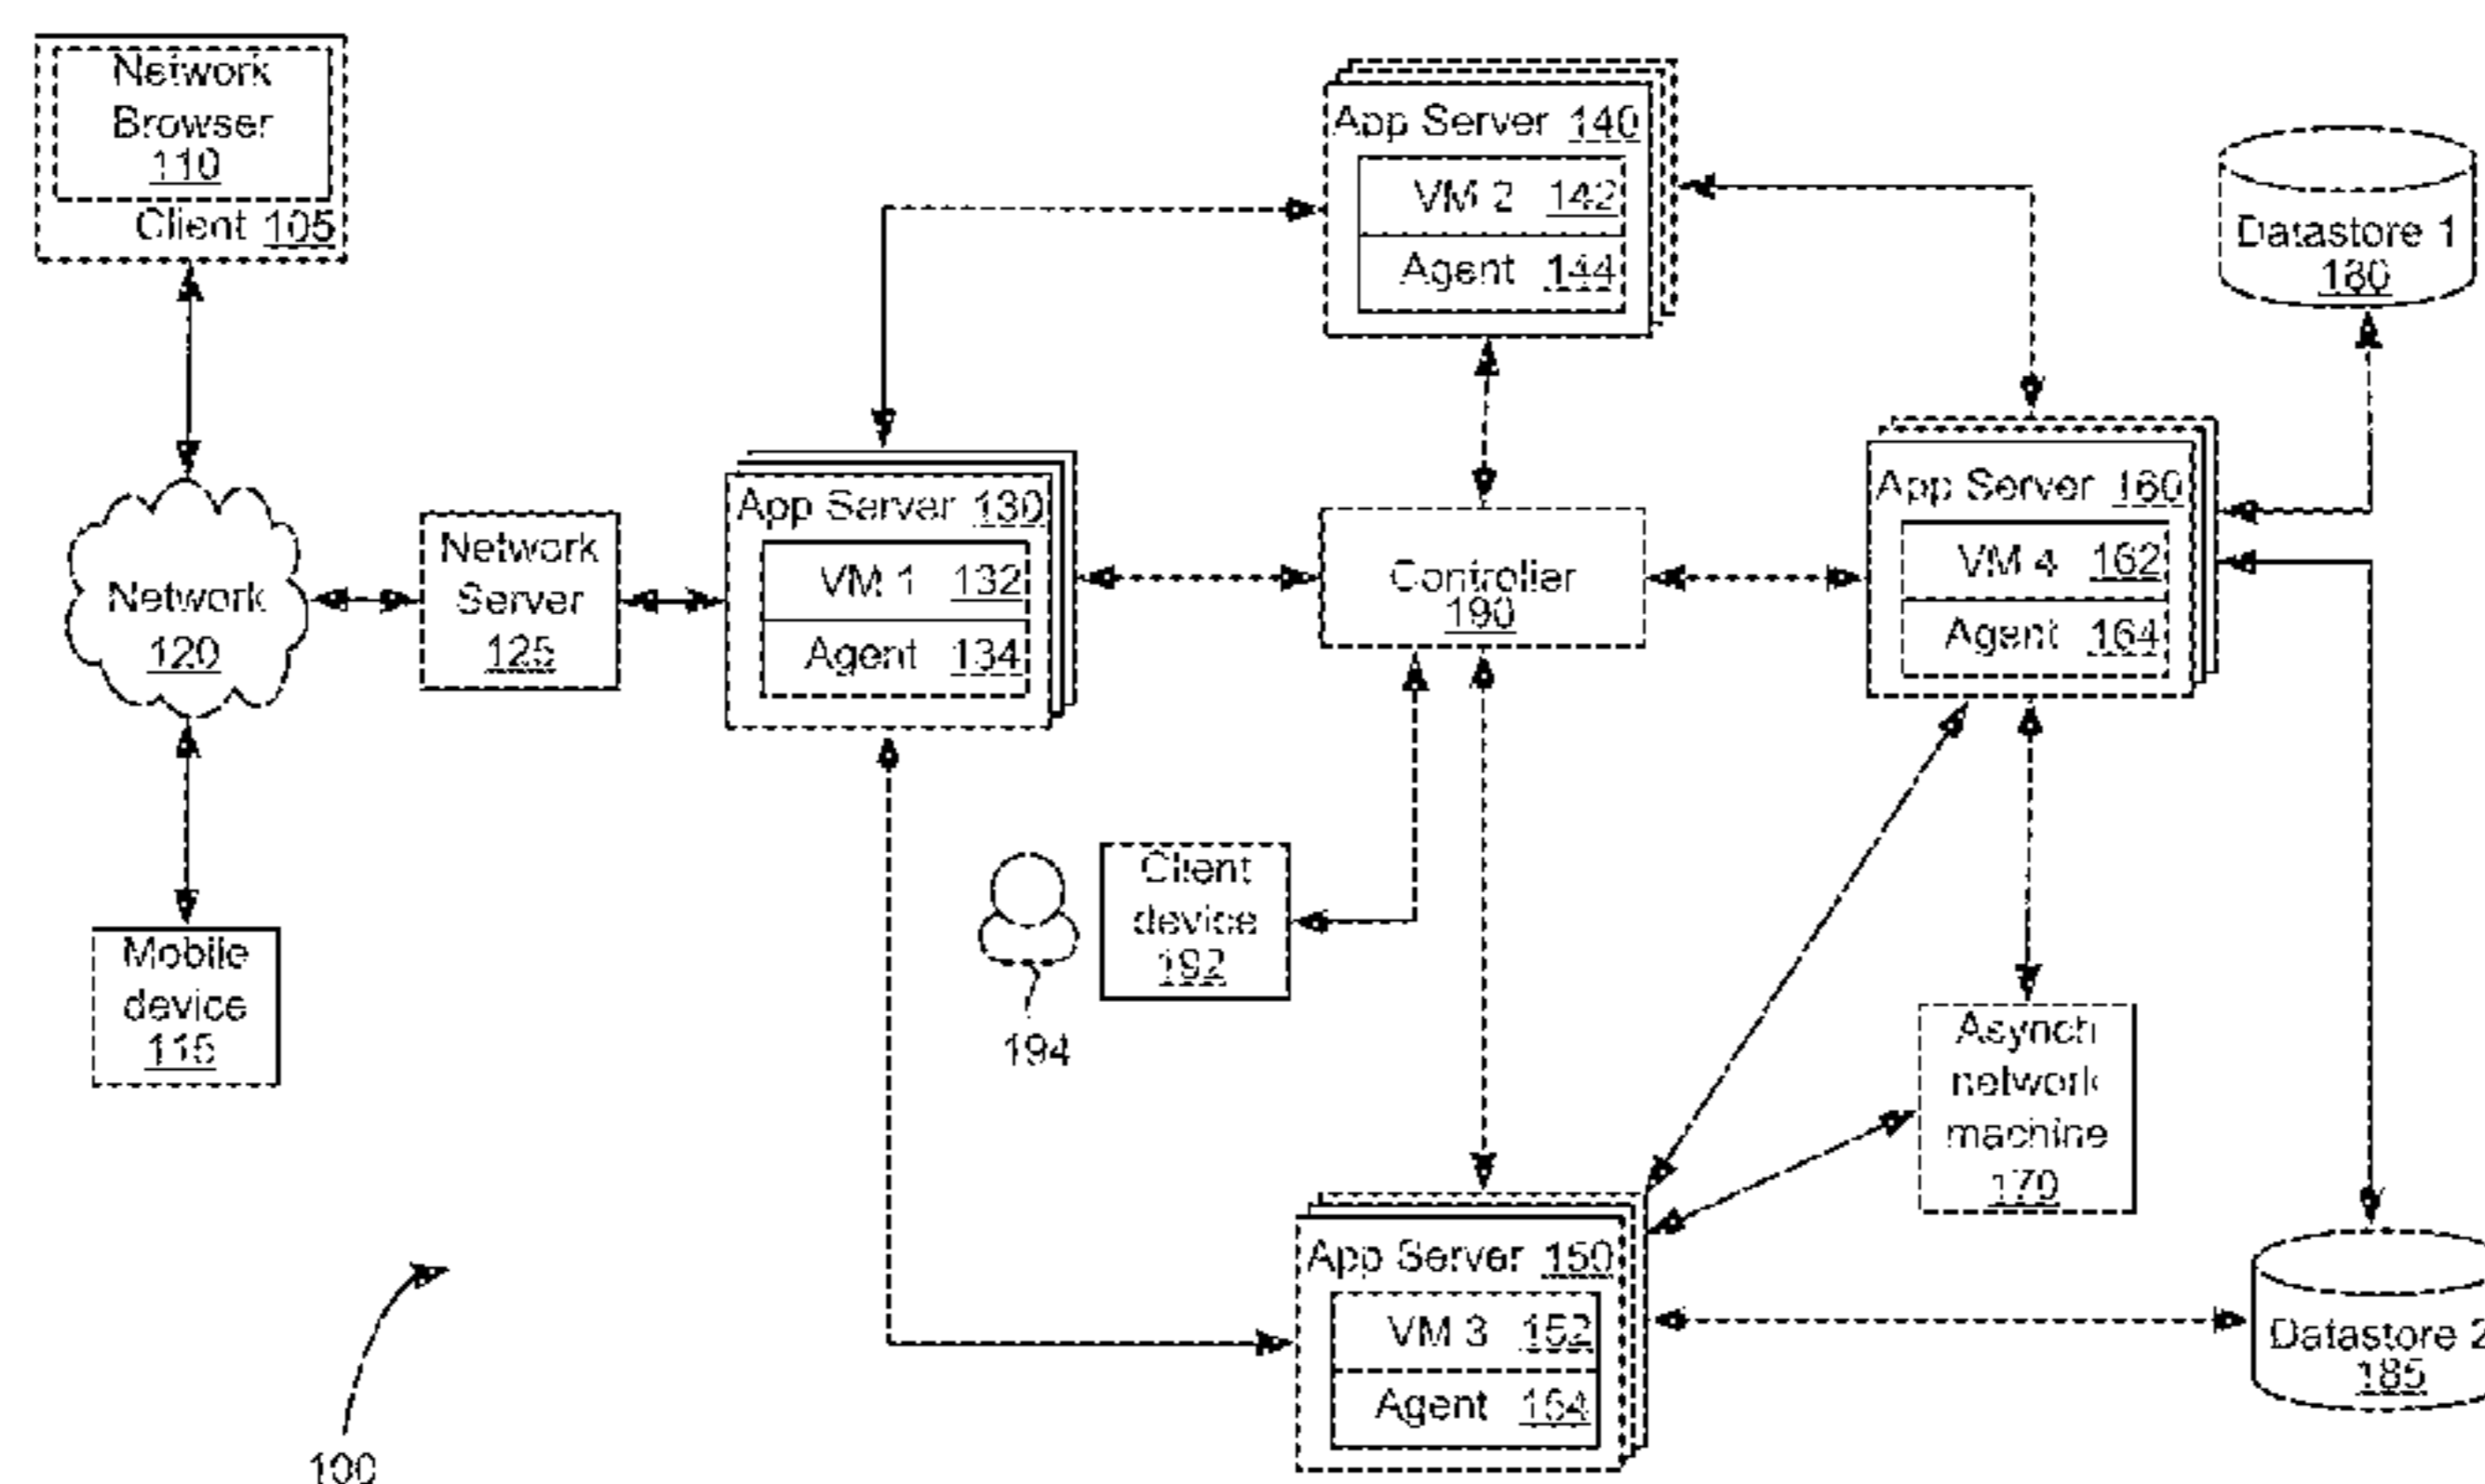 Network
Browser
110
Client 105
App Server 140
VM 2 142
Agent 144
Datastore 1
180
App Server 130
VM 1 132
Agent 134
Network
Server
125
Network
120
Controller
190
App Server 160
VM 4 162
Agent 164
Mobile
device
115
Client
device
192
194
Asynch
network
machine
170
App Server 150
VM 3 152
Agent 154
Datastore 2
185
100